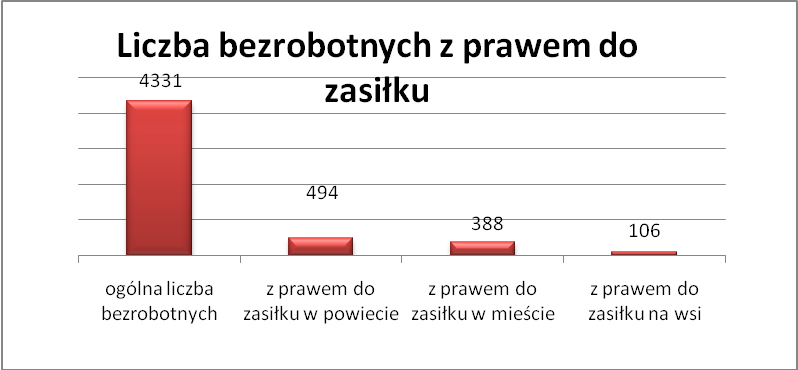 Liczba bezrobotnych z prawem do
zasiłku
4331
494
388
106
ogólna liczba
bezrobotnych
z prawem do
zasiłku w powiecie
z prawem do
zasiłku w mieście
z prawem do
zasiłku na wsi